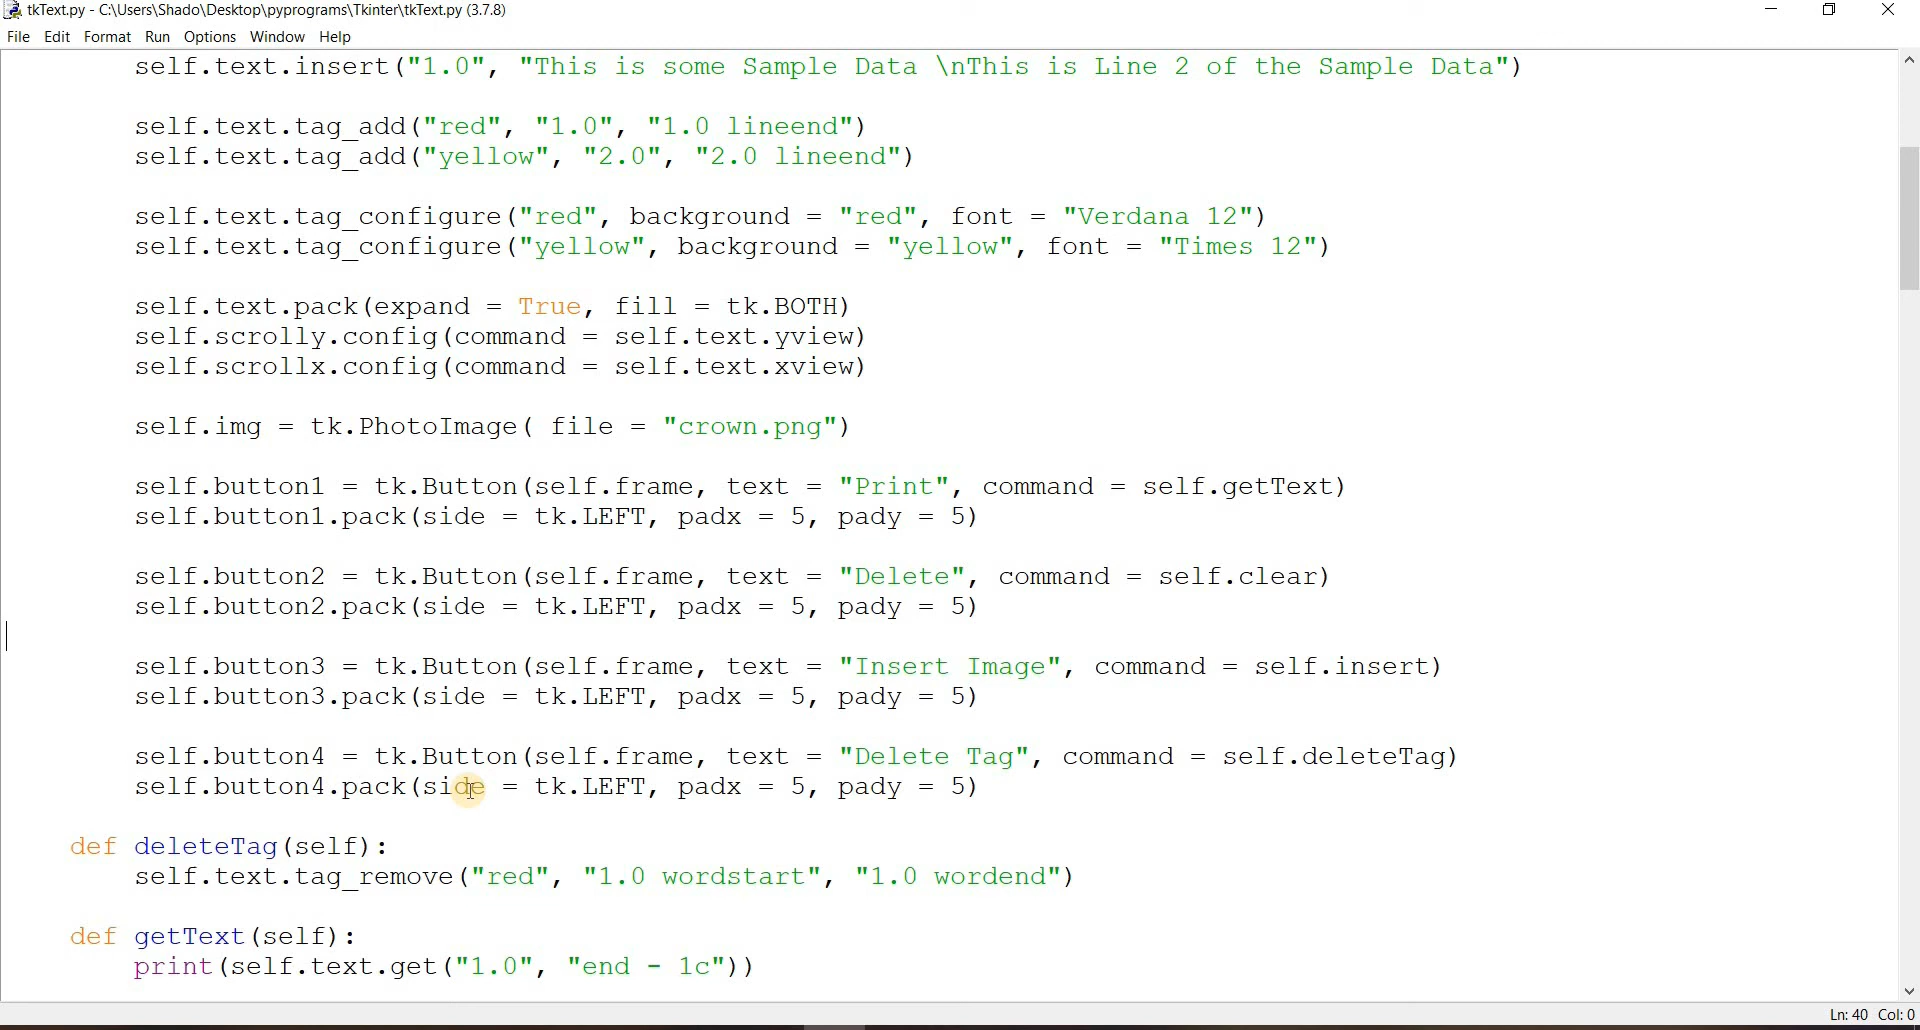 tkText.py - C:\Users\Shado\Desktop\pyprograms\Tkinter\tkText.py (3.7.8)
File Edit Format Run Options Window Help
self.text.insert("1.0", "This is some Sample Data \nThis is Line 2 of the Sample Data")
self.text.tag_add("red", "1.0", "1.0 lineend")
self.text.tag_add("yellow", "2.0", "2.0 lineend")
self.text.tag_configure("red", background = "red", font = "Verdana 12")
self.text.tag_configure("yellow", background = "yellow", font = "Times 12")
self.text.pack(expand = True, fill = tk.BOTH)
self.scrolly.config(command = self.text.yview)
self.scrollx.config(command = self.text.xview)
self.img = tk.PhotoImage( file = "crown.png")
self.button1 = tk.Button(self.frame, text = "Print", command = self.getText)
self.button1.pack(side = tk.LEFT, padx = 5, pady = 5)
self.button2 = tk.Button(self.frame, text = "Delete", command = self.clear)
self.button2.pack(side = tk.LEFT, padx = 5, pady = 5)
self.button3 = tk.Button(self.frame, text = "Insert Image", command = self.insert)
self.button3.pack(side = tk.LEFT, padx = 5, pady = 5)
self.button4 = tk.Button(self.frame, text = "Delete Tag", command = self.deleteTag)
self.button4.pack(side = tk.LEFT, padx = 5, pady = 5)
def deleteTag(self):
self.text.tag_remove("red", "1.0 wordstart", "1.0 wordend")
def getText(self):
print(self.text.get("1.0", "end - 1c"))
Ln: 40 Col: 0